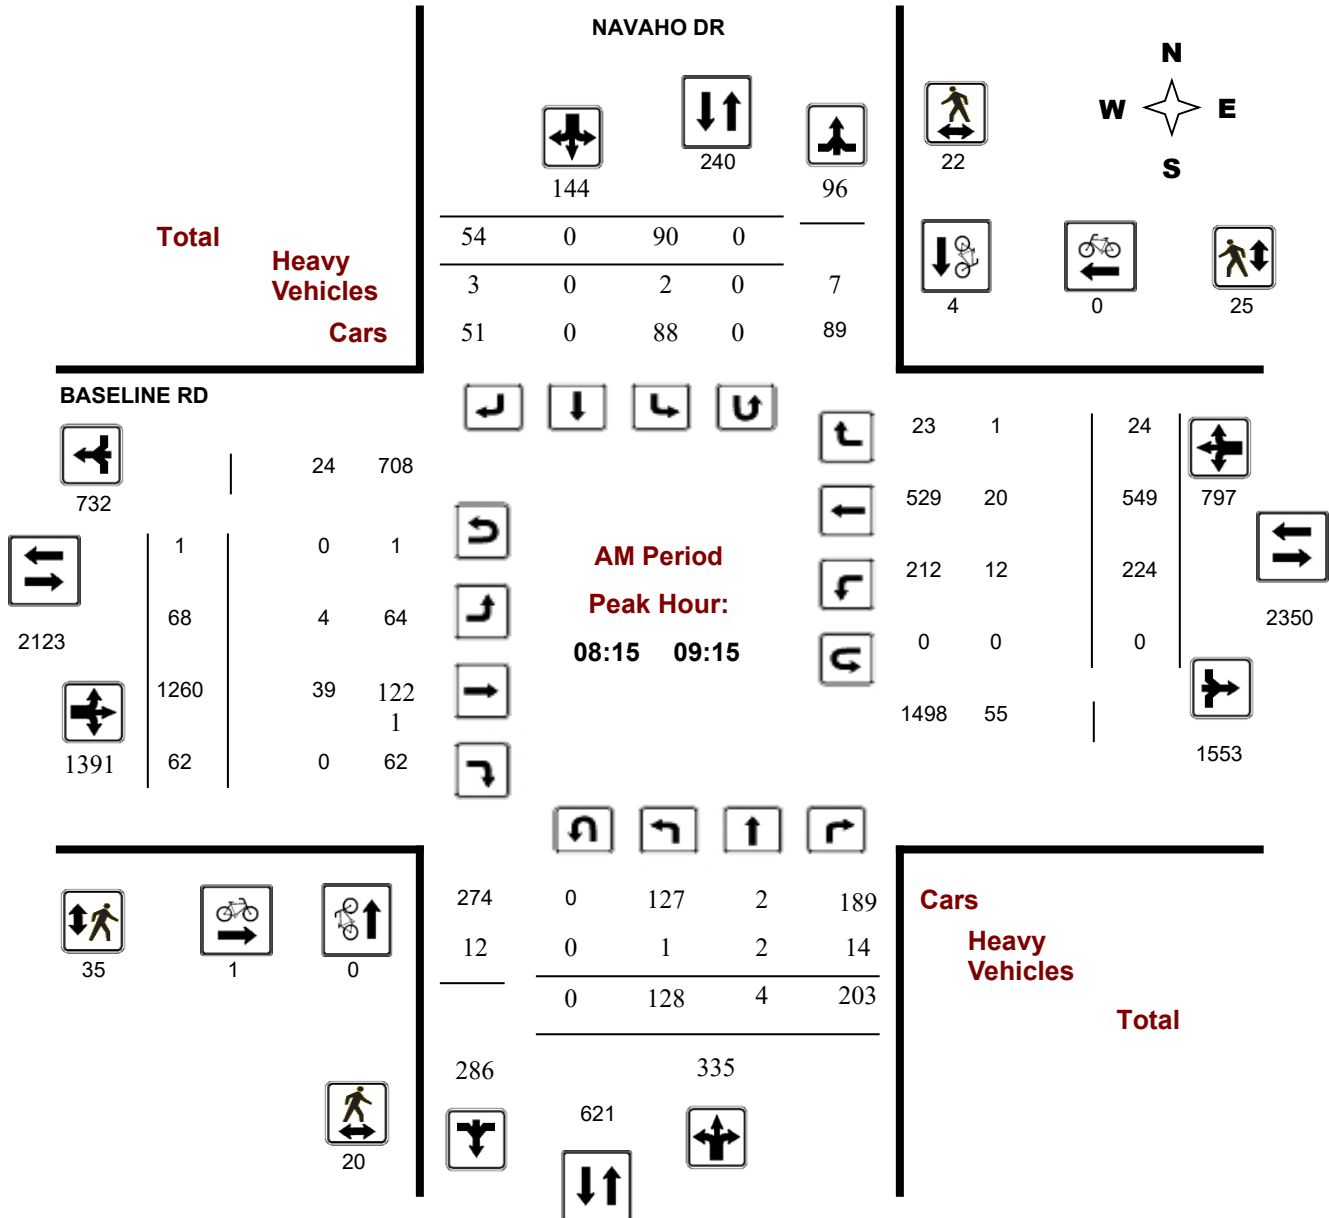 NAVAHO DR
N
W E
S
240
22
144
96
Total
54 0 90 0
Heavy
Vehicles
3 0 2 0 7
4 0 25
Cars
51 0 88 0 89
BASELINE RD
23 1 24
24 708
732
529 20 549 797
1 0 1
AM Period
212 12 224
Peak Hour:
68 4 64
2350
2123
08:15 09:15
0 0 0
1260 39 122
1
1498 55
1391 62 0 62
1553
274 0 127 2 189
Cars
12 0 1 2 14
Heavy
Vehicles
35 1 0
0 128 4 203
Total
286 335
621
20